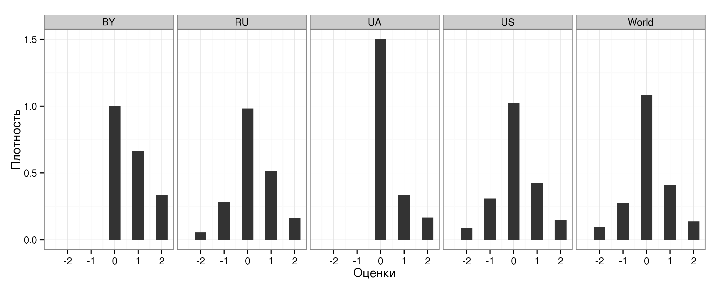 BY RU UA US World
1.5
1.0
0.5
0.0
Плотность
-2 -1 0 1 2 -2 -1 0 1 2 -2 -1 0 1 2 -2 -1 0 1 2 -2 -1 0 1 2
Оценки